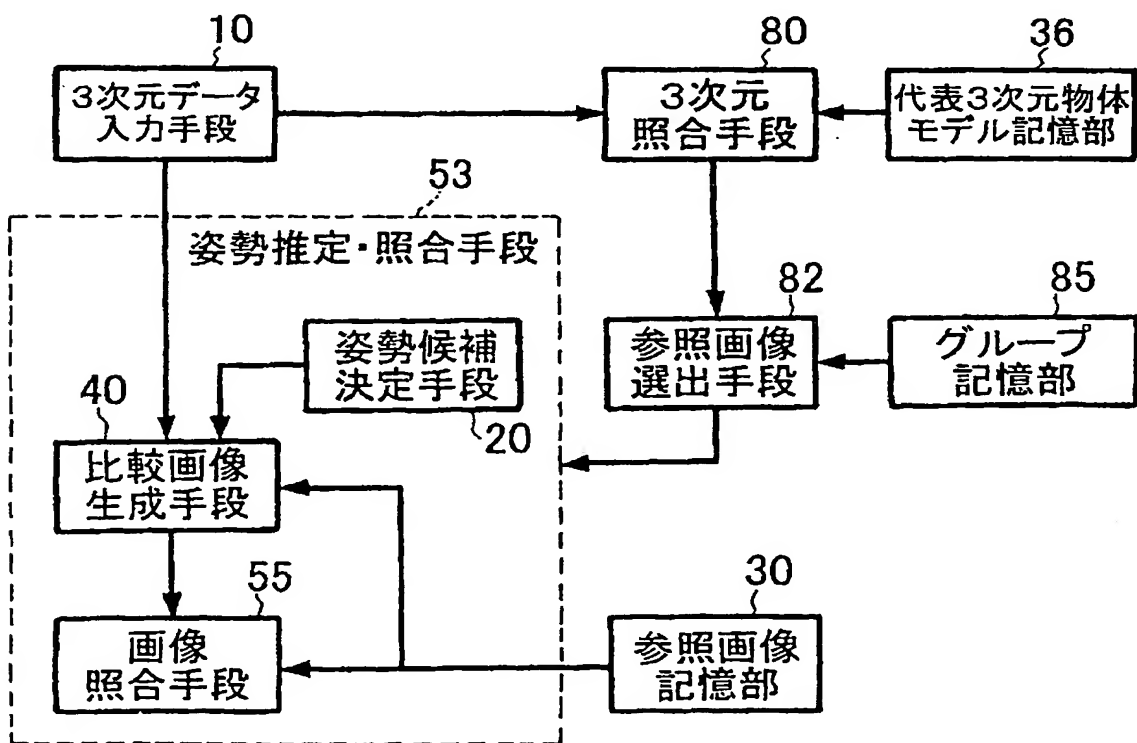 10
3次元データ
入力手段
80
3次元
照合手段
36
代表3次元物体
モデル記憶部
53
姿勢推定・照合手段
姿勢候補
決定手段
20
82
参照画像
選出手段
85
グループ
記憶部
40
比較画像
生成手段
55
画像
照合手段
30
参照画像
記憶部